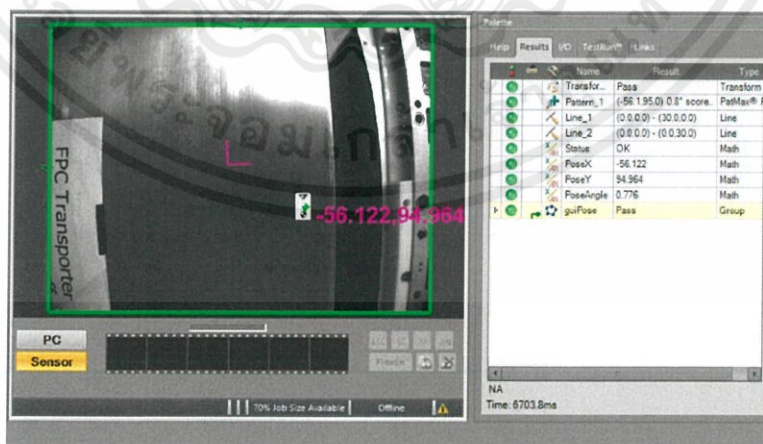 Palette
Help Results I/O TestRun™ Links
Name Result Type
Transfor... Pass Transform
Pattern_1 (-56.1,95.0) 0.8° score... PatMax®
Line_1 (0.0,0.0) - (30.0,0.0) Line
Line_2 (0.0,0.0) - (0.0,30.0) Line
Status OK Math
PoseX -56.122 Math
PoseY 94.964 Math
PoseAngle 0.776 Math
guiPose Pass Group
FPC Transporter
-56.122,94.964
PC
Sensor
Freeze
NA
Time: 6703.8ms
70% Job Size Available Offline